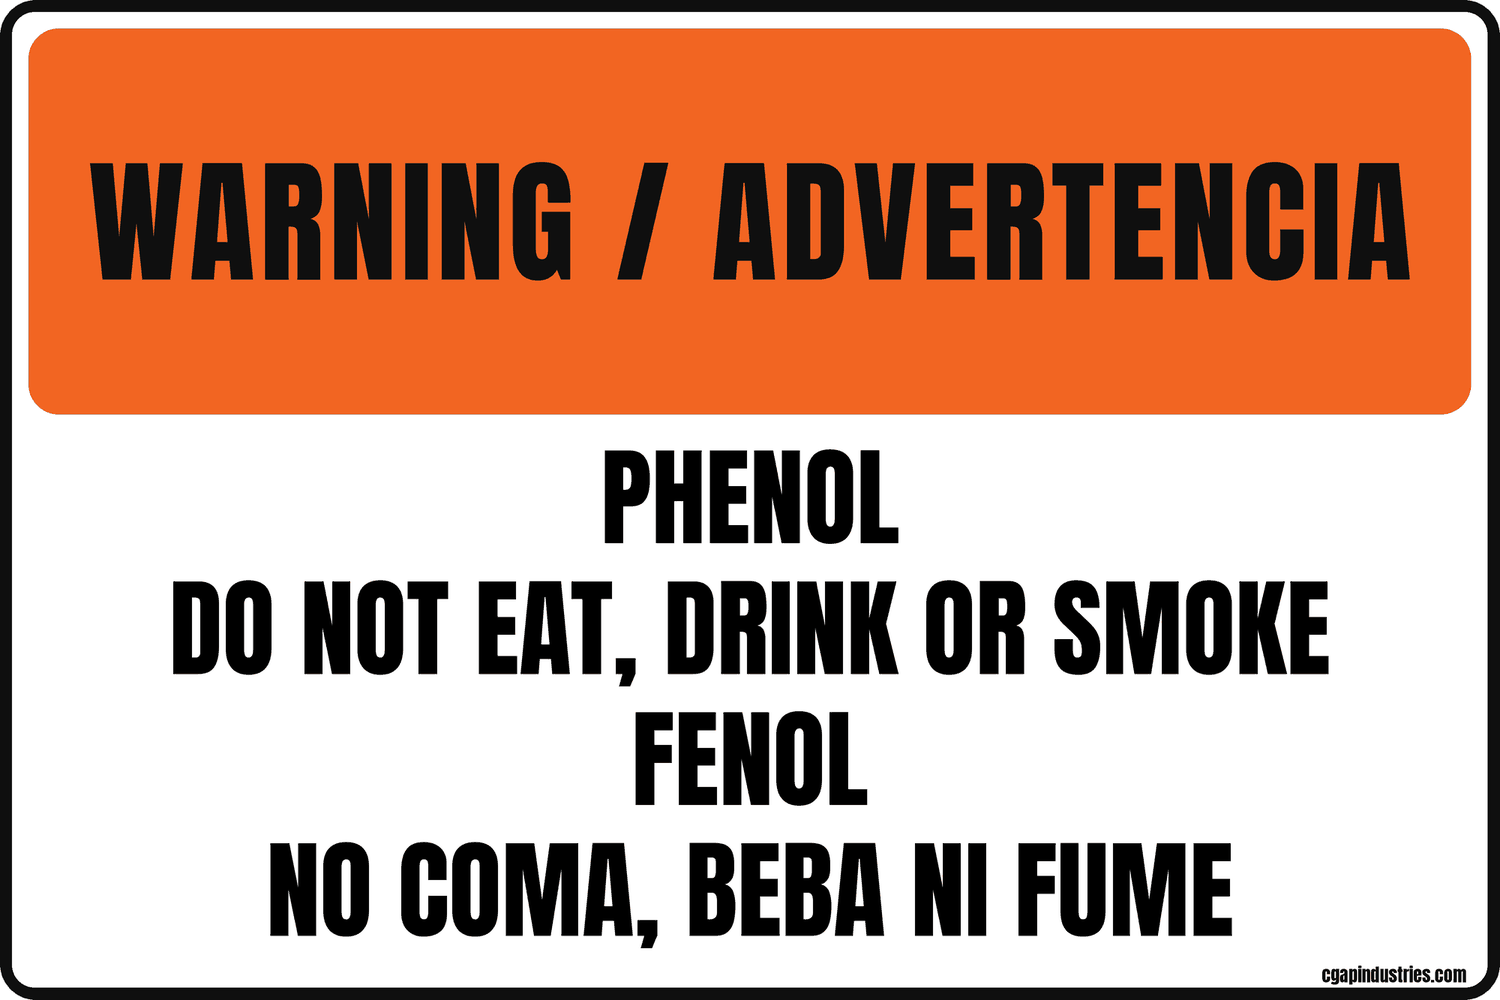 WARNING / ADVERTENCIA
PHENOL
DO NOT EAT, DRINK OR SMOKE
FENOL
NO COMA, BEBA NI FUME
cgapindustries.com